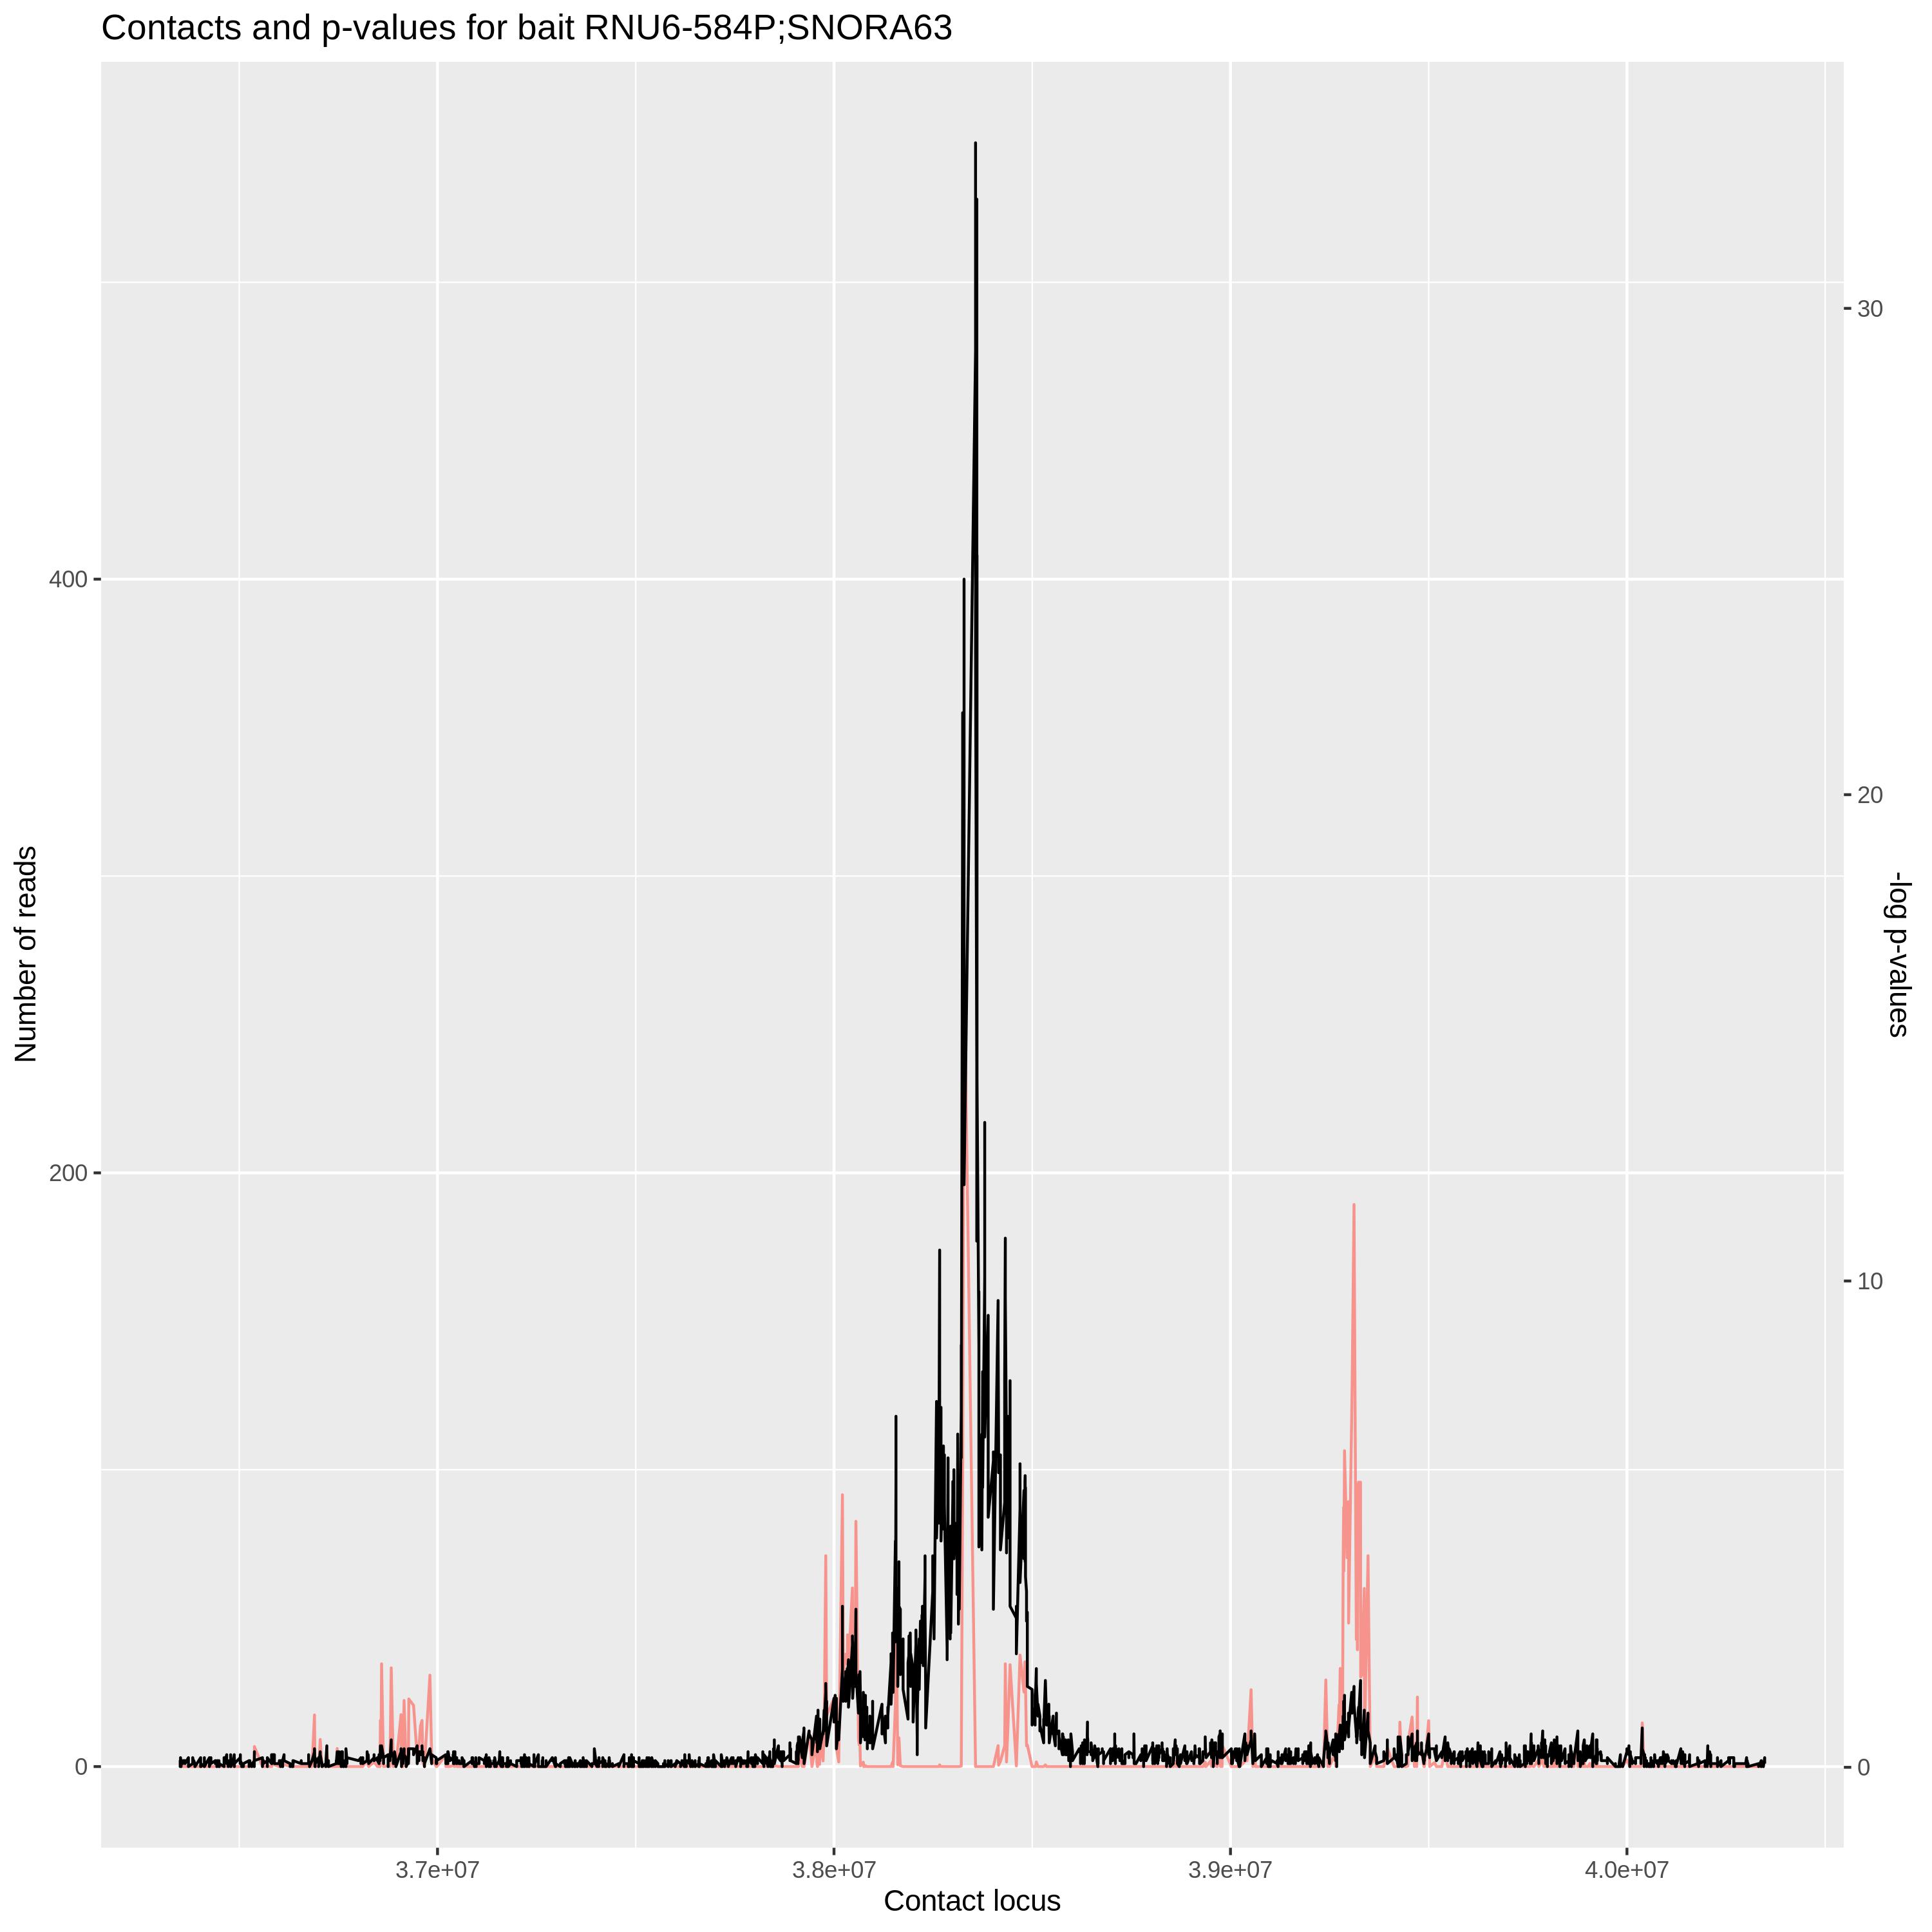 Contacts and p-values for bait RNU6-584P;SNORA63
Number of reads
400
200
0
30
20
10
0
-log p-values
3.7e+07
3.8e+07
3.9e+07
4.0e+07
Contact locus